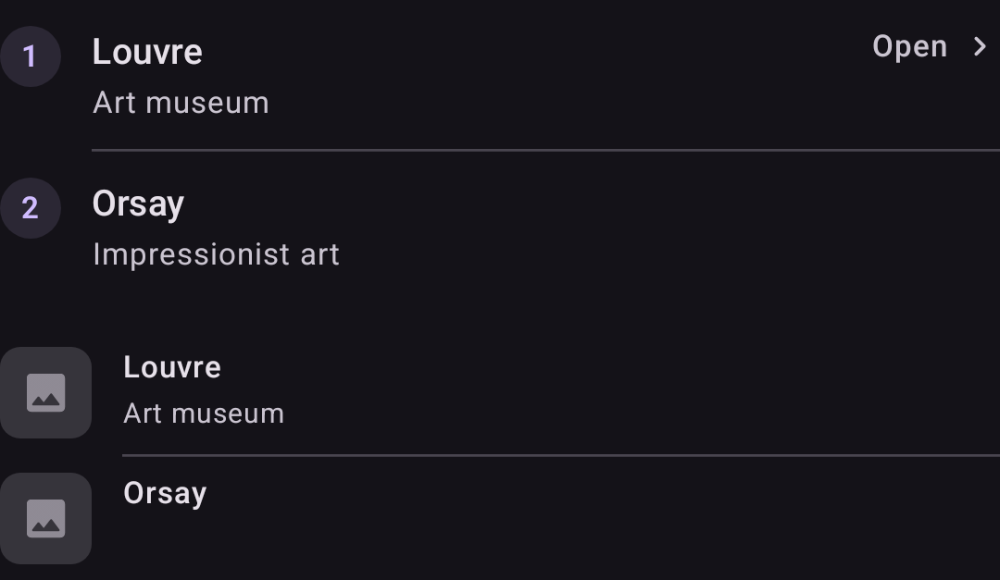 1 Louvre Open
Art museum
2 Orsay
Impressionist art
Louvre
Art museum
Orsay